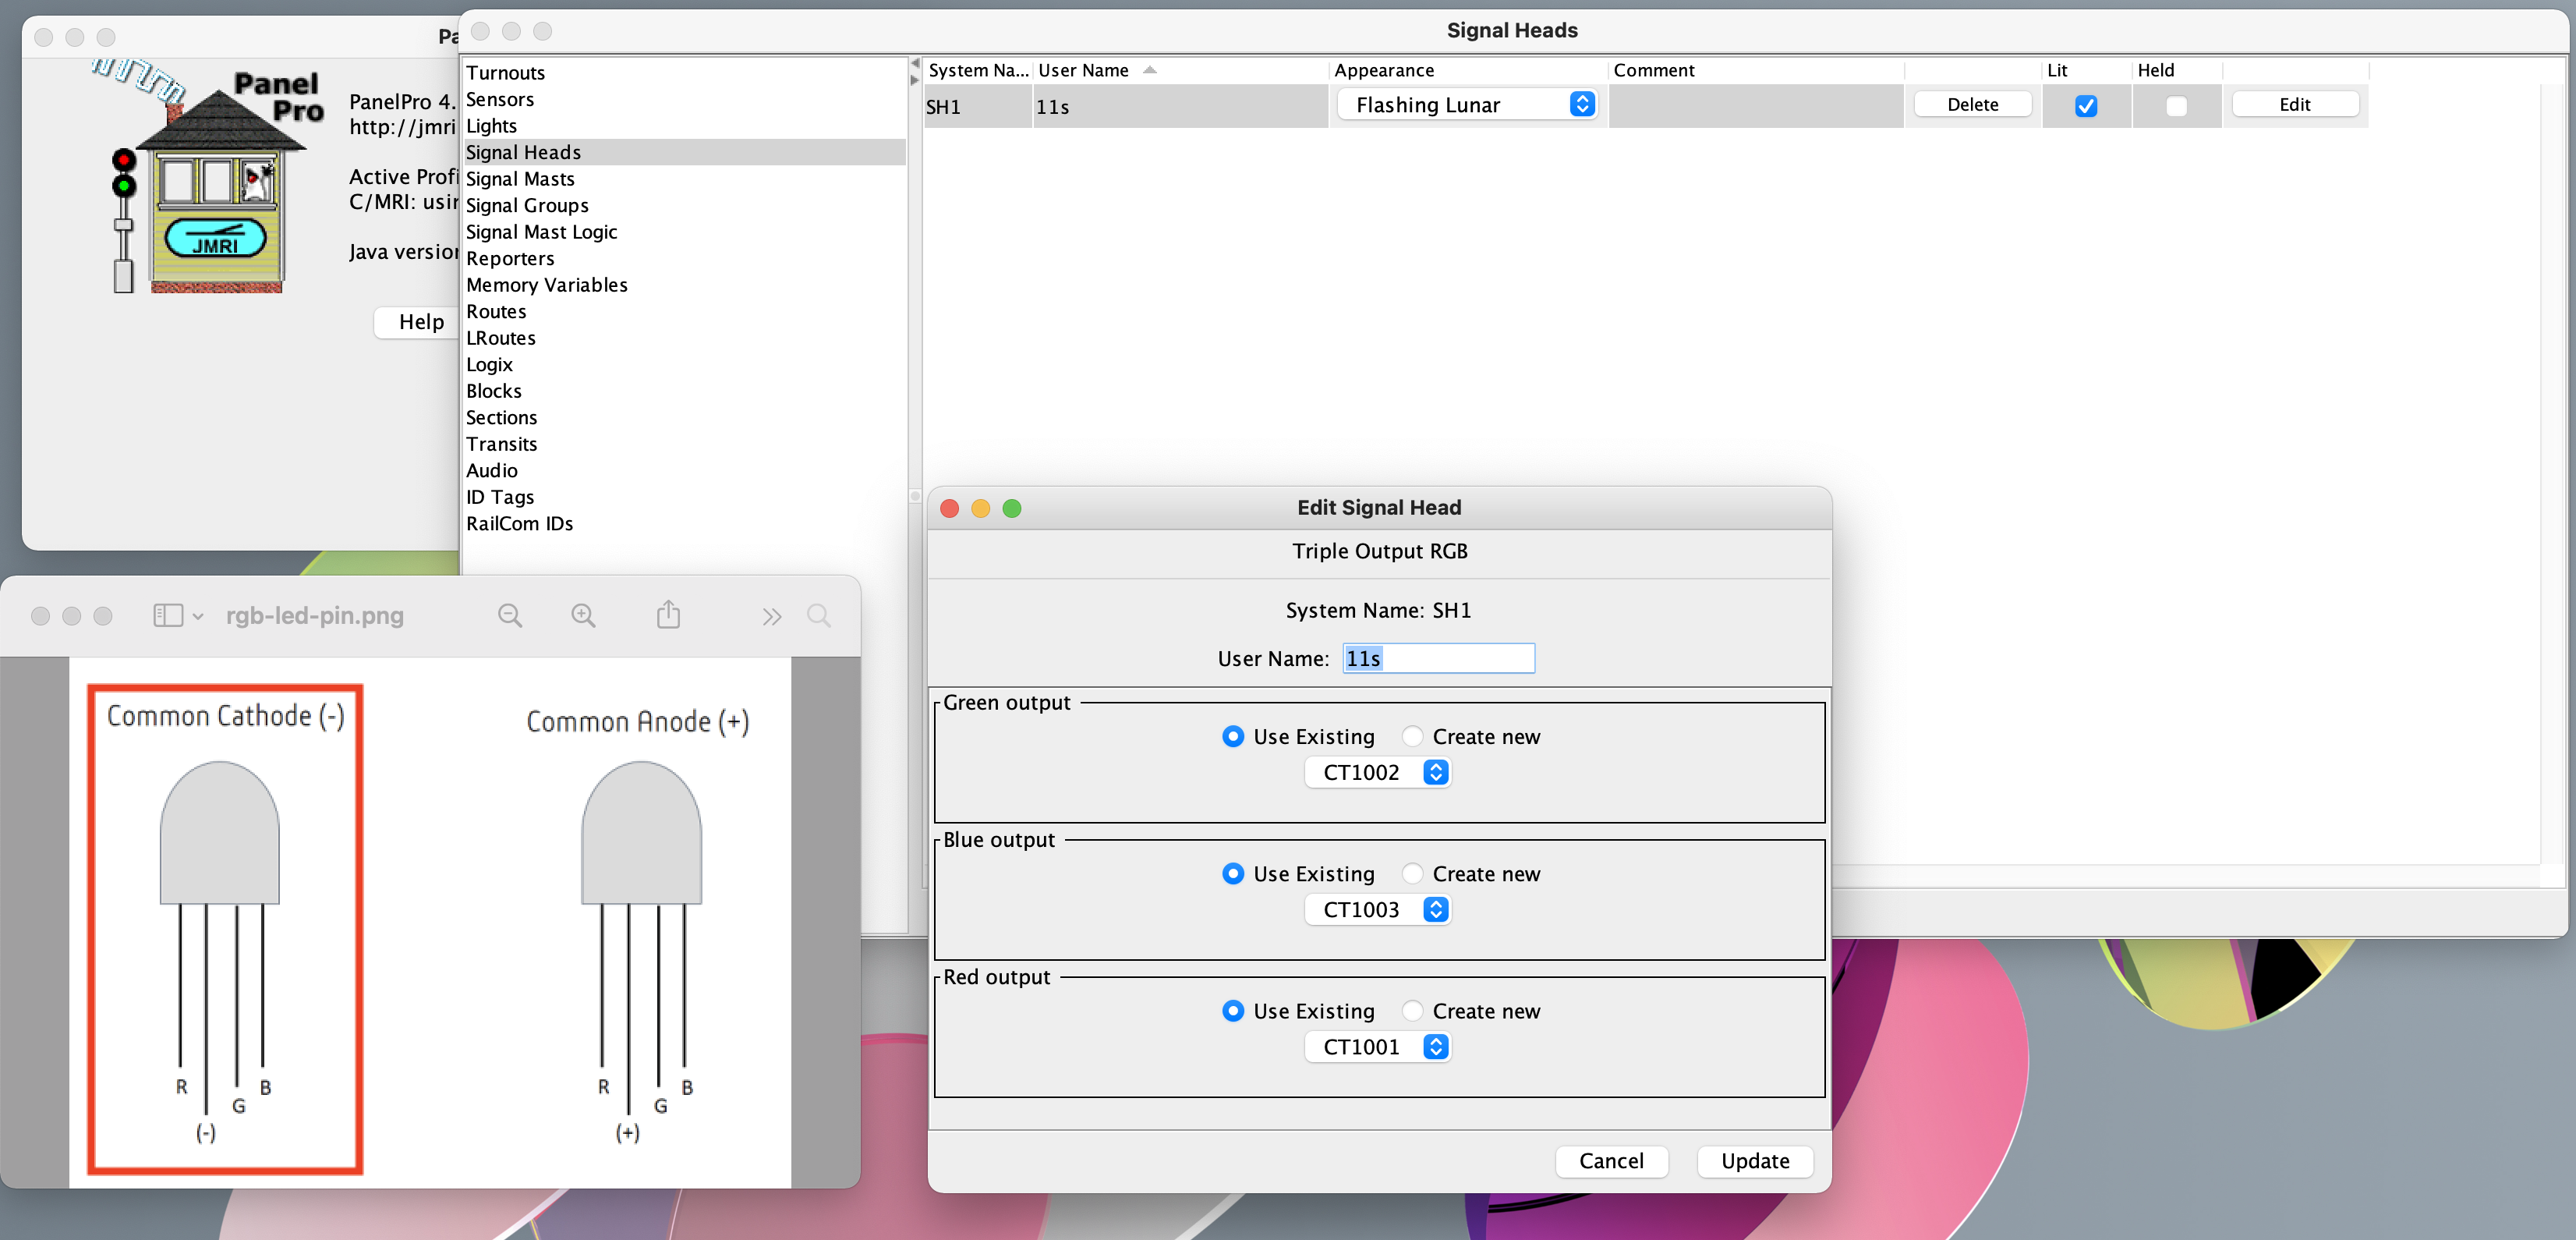 Pa
Panel
Pro
JMRI
PanelPro 4.
http://jmri
Active Profi
C/MRI: usin
Java version
Help
Signal Heads
Turnouts
Sensors
Lights
Signal Heads
Signal Masts
Signal Groups
Signal Mast Logic
Reporters
Memory Variables
Routes
LRoutes
Logix
Blocks
Sections
Transits
Audio
ID Tags
RailCom IDs
System Na... User Name Appearance Comment Lit Held
SH1 11s Flashing Lunar Delete Edit
rgb-led-pin.png
Common Cathode (-)
R
G
B
(-)
Common Anode (+)
R
G
B
(+)
Edit Signal Head
Triple Output RGB
System Name: SH1
User Name: 11s
Green output
Use Existing Create new
CT1002
Blue output
Use Existing Create new
CT1003
Red output
Use Existing Create new
CT1001
Cancel Update